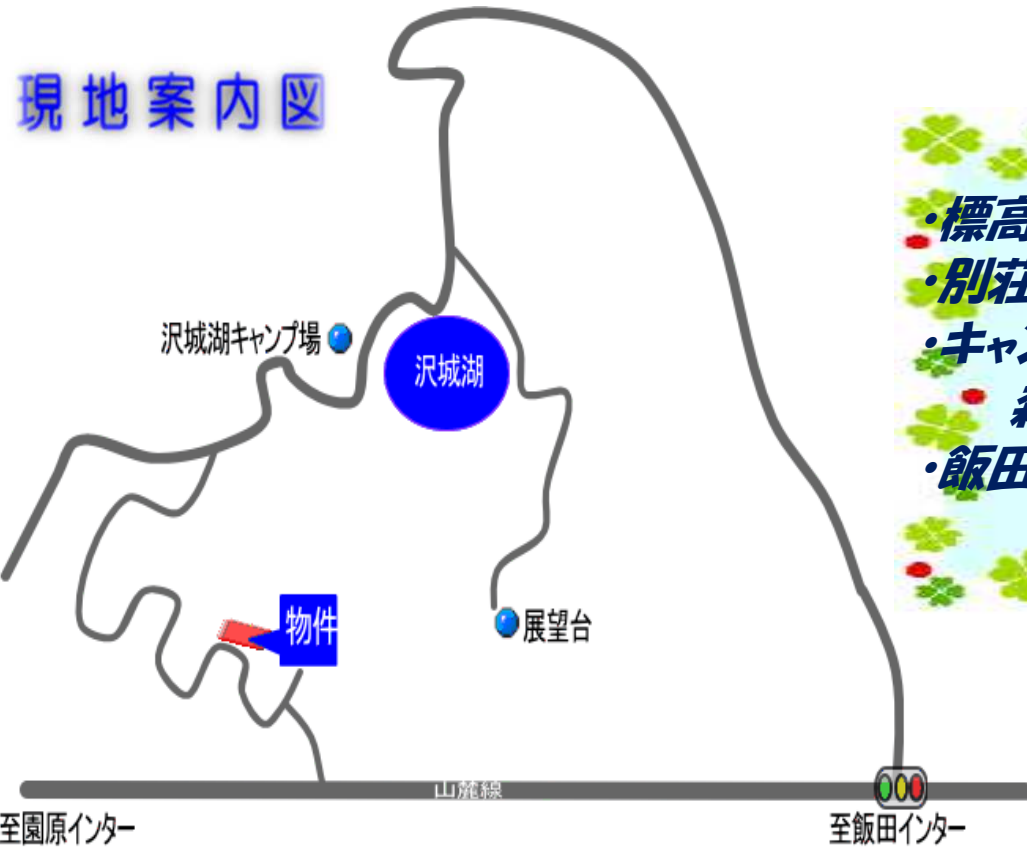 現地案内図
・標高
・別荘
・キャン
・飯田
沢城湖キャンプ場
沢城湖
物件
展望台
山麓線
至園原インター
至飯田インター